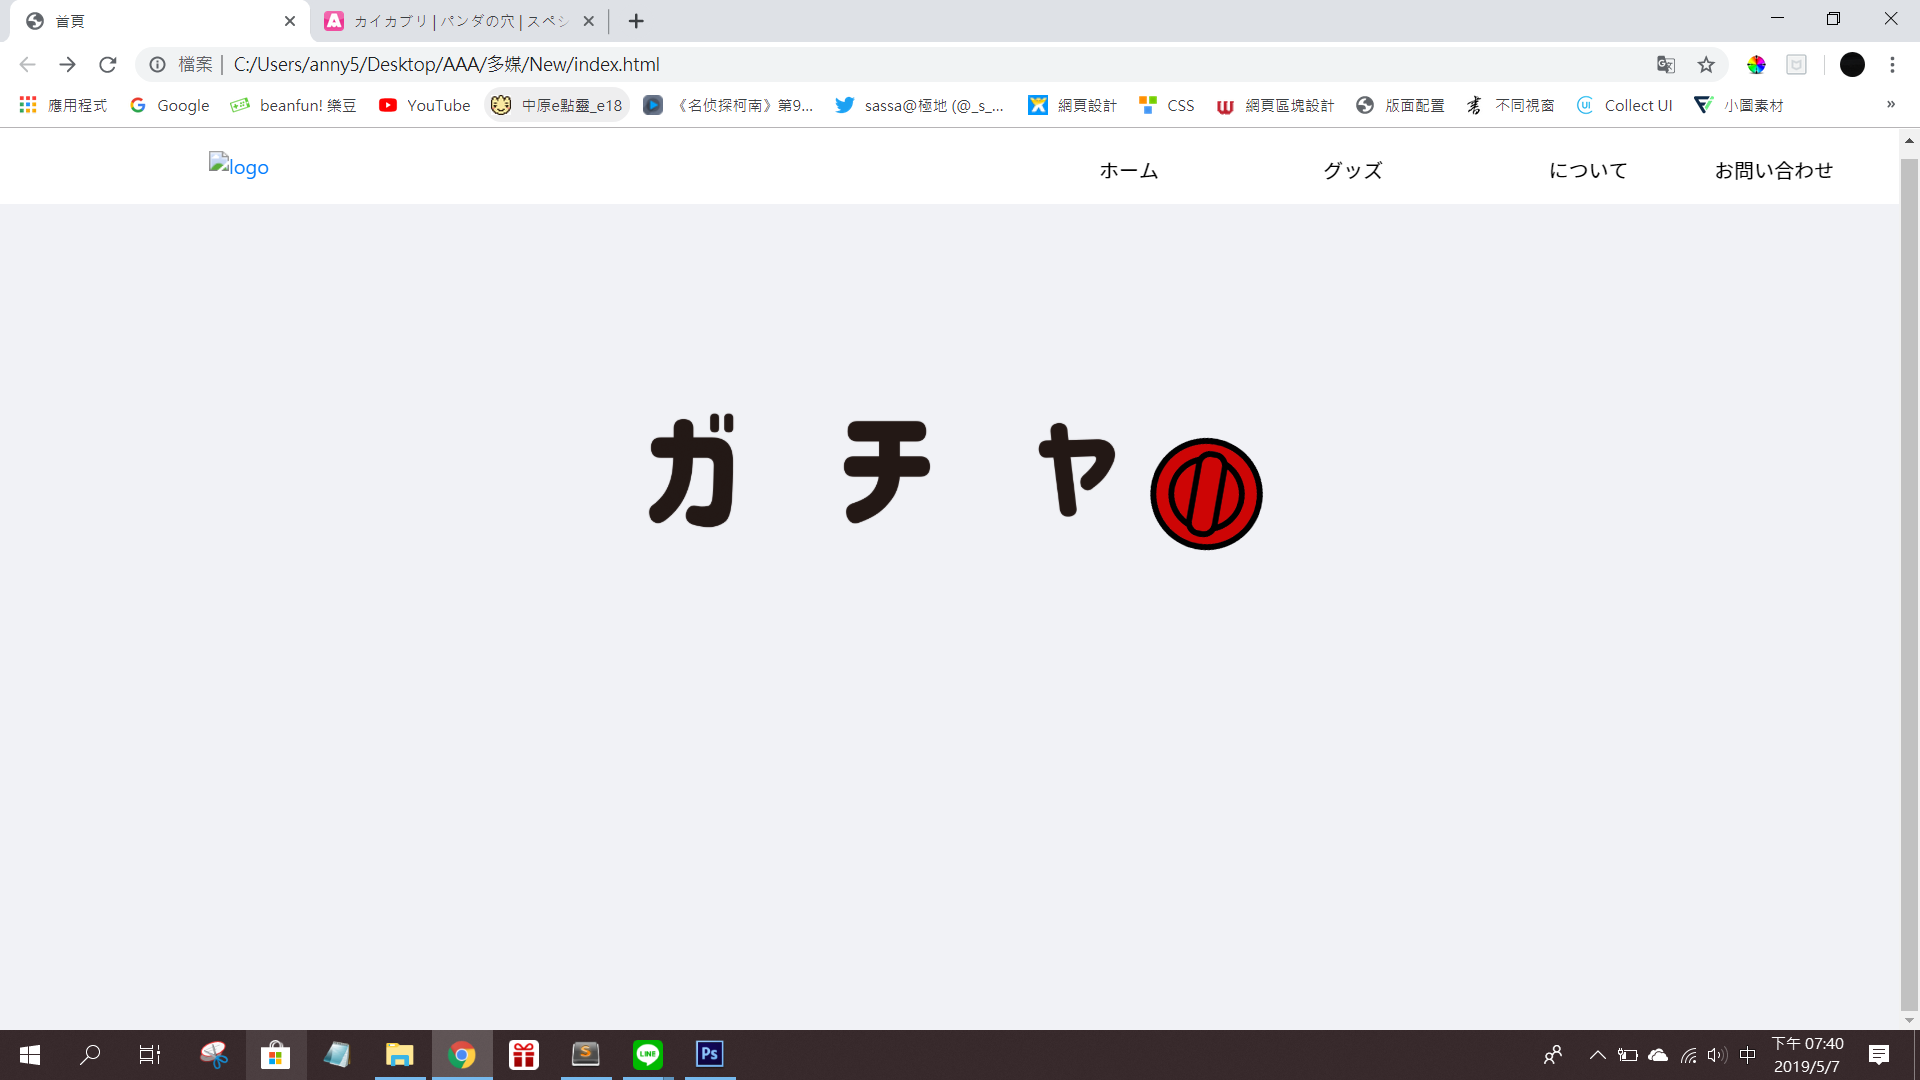 首頁
カイカプリ | パンダの穴 | スペシ
檔案 | C:/Users/anny5/Desktop/AAA/多媒/New/index.html
應用程式 Google beanfun! 樂豆 YouTube 中原e點靈_e18 《名侦探柯南》第9... sassa@極地 (@_s_... 網頁設計 CSS 網頁區塊設計 版面配置 不同視窗 Collect UI 小圖素材 »
logo ホーム グッズ について お問い合わせ
ガチャ
S LINE Ps 中 下午 07:40
2019/5/7